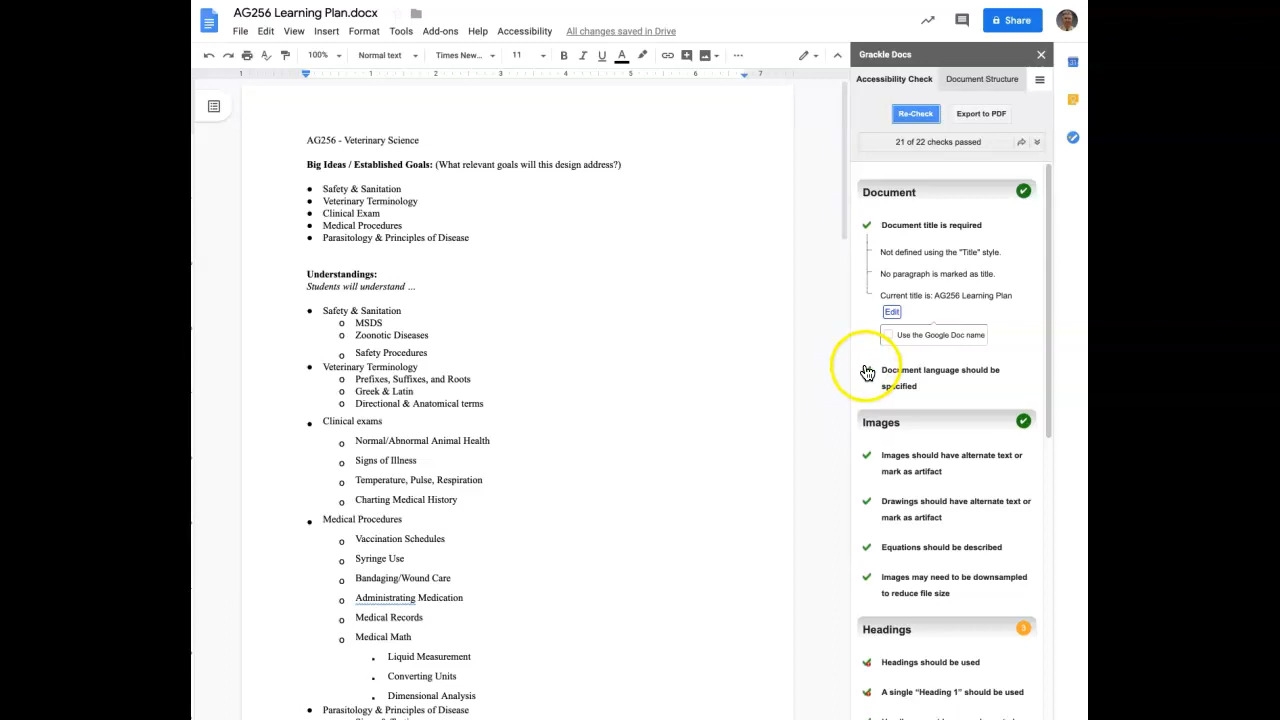 AG256 Learning Plan.docx
File Edit View Insert Format Tools Add-ons Help Accessibility All changes saved in Drive
Share
100% Normal text Times New... 11 B I U A
1 1 2 3 4 5 6 7
AG256 - Veterinary Science
Big Ideas / Established Goals: (What relevant goals will this design address?)
● Safety & Sanitation
● Veterinary Terminology
● Clinical Exam
● Medical Procedures
● Parasitology & Principles of Disease
Understandings:
Students will understand ...
● Safety & Sanitation
o MSDS
o Zoonotic Diseases
o Safety Procedures
● Veterinary Terminology
o Prefixes, Suffixes, and Roots
o Greek & Latin
o Directional & Anatomical terms
● Clinical exams
o Normal/Abnormal Animal Health
o Signs of Illness
o Temperature, Pulse, Respiration
o Charting Medical History
● Medical Procedures
o Vaccination Schedules
o Syringe Use
o Bandaging/Wound Care
o Administrating Medication
o Medical Records
o Medical Math
▪ Liquid Measurement
▪ Converting Units
▪ Dimensional Analysis
● Parasitology & Principles of Disease
Grackle Docs
Accessibility Check Document Structure
Re-Check Export to PDF
21 of 22 checks passed
Document
Document title is required
Not defined using the "Title" style.
No paragraph is marked as title.
Current title is: AG256 Learning Plan
Edit
Use the Google Doc name
Document language should be
specified
Images
Images should have alternate text or
mark as artifact
Drawings should have alternate text or
mark as artifact
Equations should be described
Images may need to be downsampled
to reduce file size
Headings
Headings should be used
A single “Heading 1” should be used
31